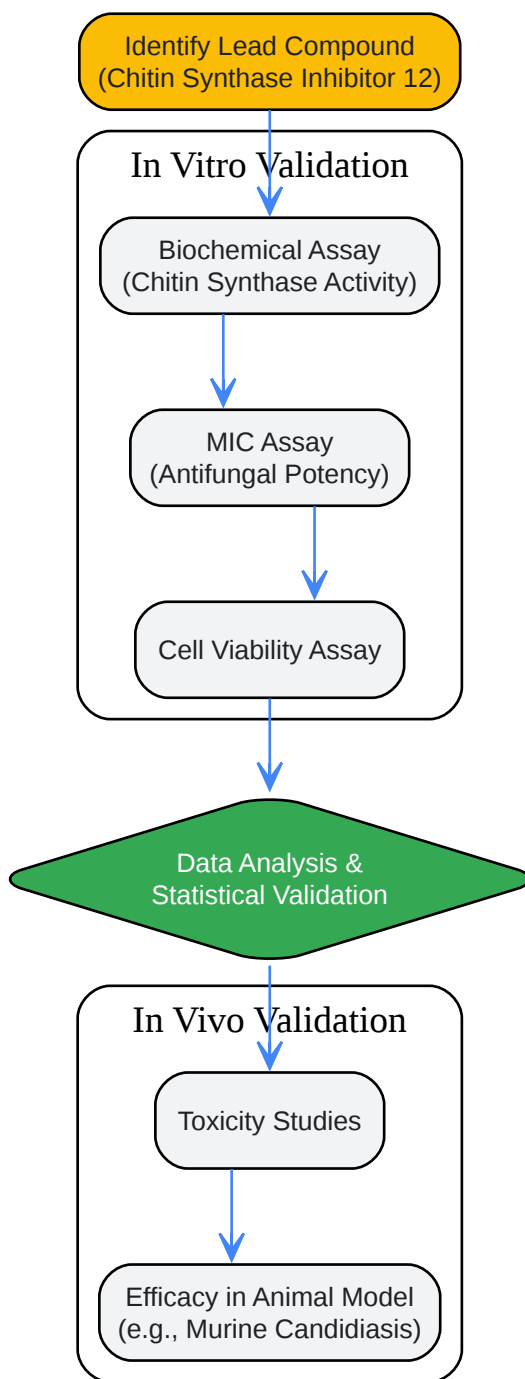 Identify Lead Compound
(Chitin Synthase Inhibitor 12)
In Vitro Validation
Biochemical Assay
(Chitin Synthase Activity)
MIC Assay
(Antifungal Potency)
Cell Viability Assay
Data Analysis &
Statistical Validation
In Vivo Validation
Toxicity Studies
Efficacy in Animal Model
(e.g., Murine Candidiasis)